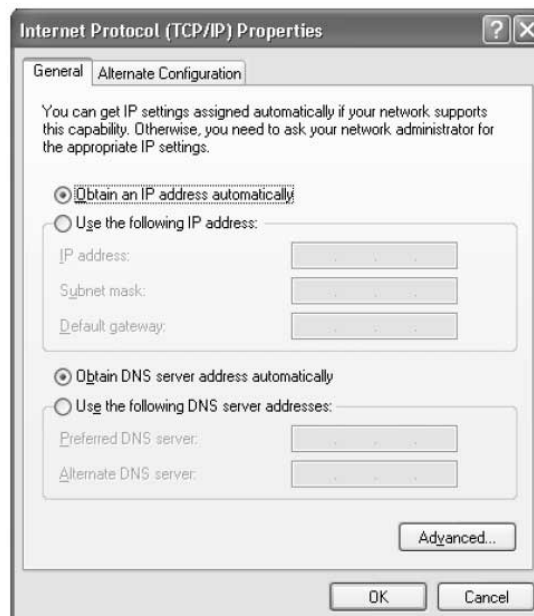 Internet Protocol (TCP/IP) Properties
General
Alternate Configuration
You can get IP settings assigned automatically if your network supports
this capability. Otherwise, you need to ask your network administrator for
the appropriate IP settings.
Obtain an IP address automatically
Use the following IP address:
IP address:
Subnet mask:
Default gateway:
Obtain DNS server address automatically
Use the following DNS server addresses:
Preferred DNS server:
Alternate DNS server:
Advanced...
OK
Cancel